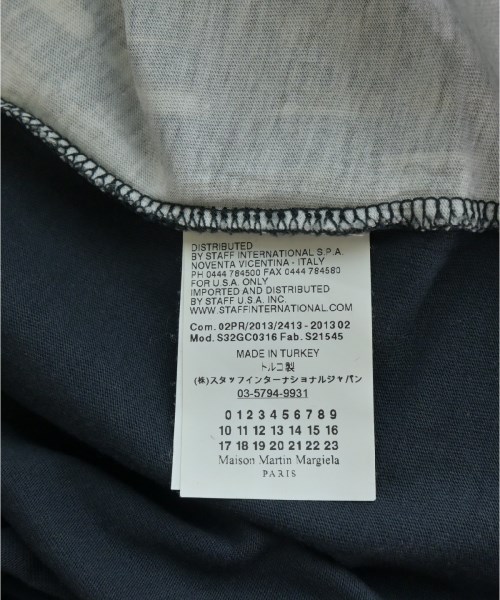 DISTRIBUTED
BY STAFF INTERNATIONAL S.P.A.
NOVENTA VICENTINA - ITALY
PH 0444 784500 FAX 0444 784580
FOR U.S.A. ONLY
IMPORTED AND DISTRIBUTED
BY STAFF U.S.A. INC.
WWW.STAFFINTERNATIONAL.COM
Com. 02PR/2013/2413 - 2013 02
Mod. S32GC0316 Fab. S21545
MADE IN TURKEY
トルコ製
(株)スタッフインターナショナルジャパン
03-5794-9931
0 1 2 3 4 5 6 7 8 9
10 11 12 13 14 15 16
17 18 19 20 21 22 23
Maison Martin Margiela
PARIS